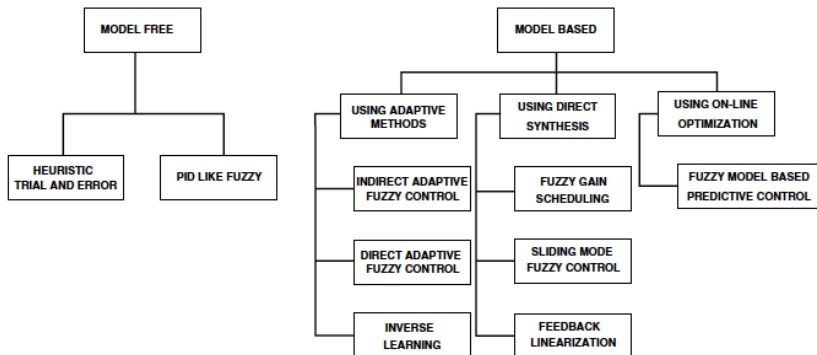 MODEL FREE
HEURISTIC
TRIAL AND ERROR
PID LIKE FUZZY
MODEL BASED
USING ADAPTIVE
METHODS
INDIRECT ADAPTIVE
FUZZY CONTROL
DIRECT ADAPTIVE
FUZZY CONTROL
INVERSE
LEARNING
USING DIRECT
SYNTHESIS
FUZZY GAIN
SCHEDULING
SLIDING MODE
FUZZY CONTROL
FEEDBACK
LINEARIZATION
USING ON-LINE
OPTIMIZATION
FUZZY MODEL BASED
PREDICTIVE CONTROL